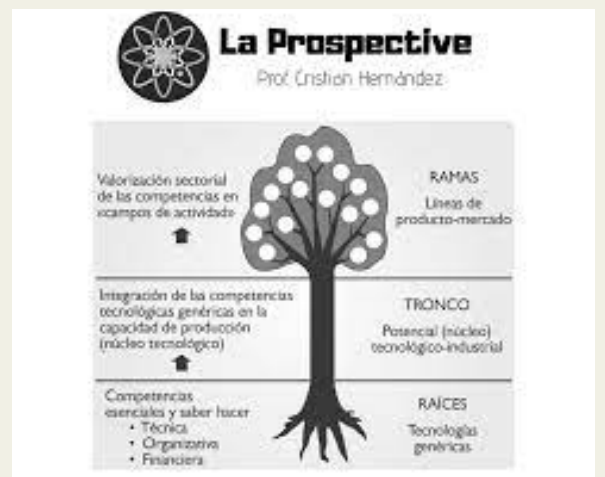 La Prospective
Prof. Cristian Hernández
Valorización sectorial
de las competencias en
«campos de actividad»
RAMAS
Líneas de
producto-mercado
Integración de las competencias
tecnológicas genéricas en la
capacidad de producción
(núcleo tecnológico)
TRONCO
Potencial (núcleo)
tecnológico-industrial
Competencias
esenciales y saber hacer
• Técnica
• Organizativa
• Financiera
RAÍCES
Tecnologías
genéricas